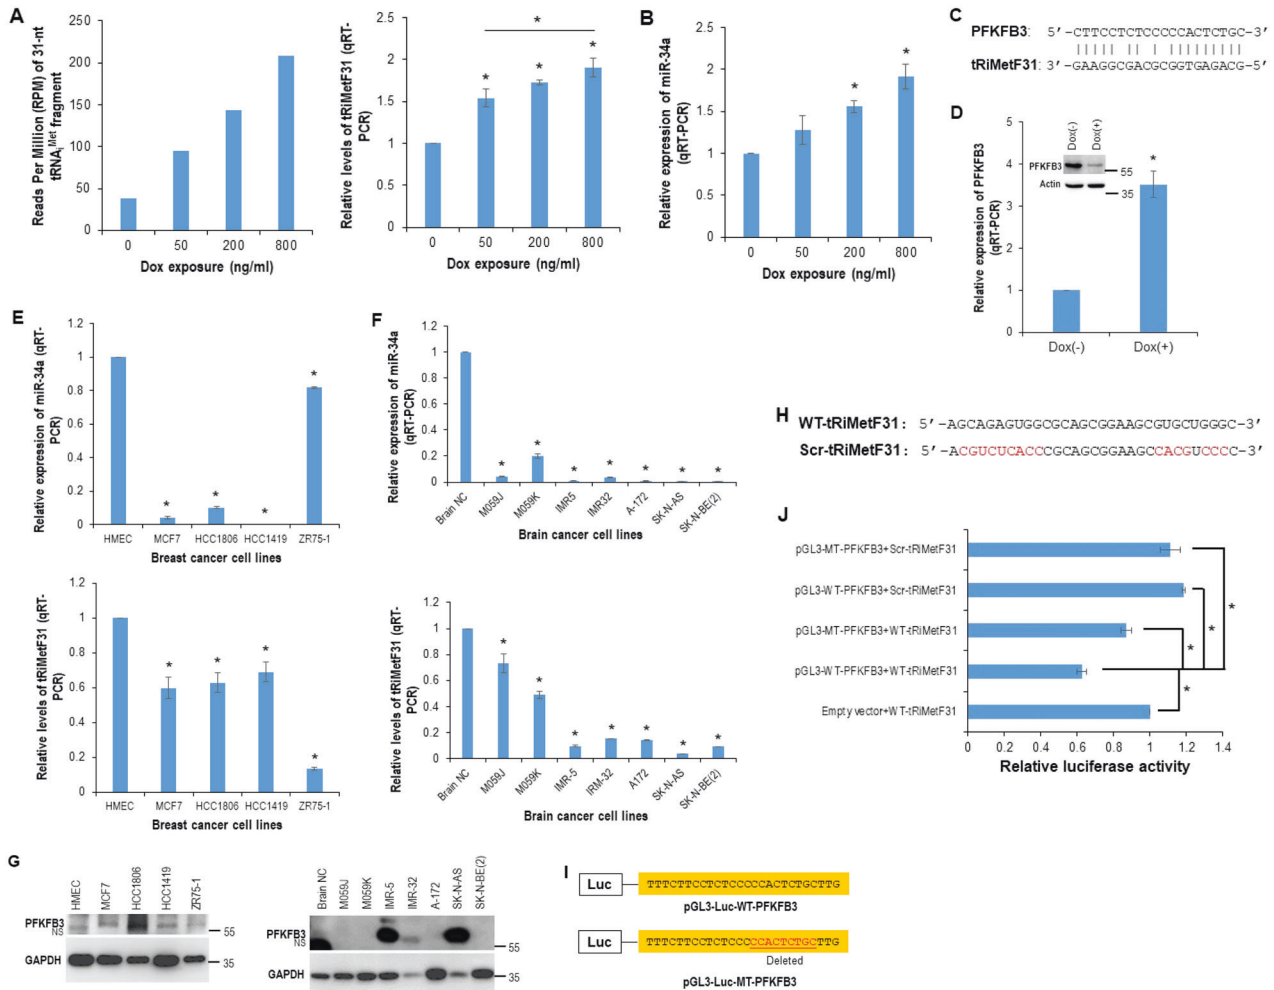 A
Reads Per Million (RPM) of 31-nt
tRNAiMet fragment
250
200
150
100
50
0
0 50 200 800
Dox exposure (ng/ml)
Relative levels of tRiMetF31 (qRT-
PCR)
2.5
2
1.5
1
0.5
0
*
* * *
0 50 200 800
Dox exposure (ng/ml)
B
Relative expression of miR-34a
(qRT-PCR)
2.5
2
1.5
1
0.5
0
* *
0 50 200 800
Dox exposure (ng/ml)
C
PFKFB3: 5'-CTTCCTCTCCCCCACTCTGC-3'
tRiMetF31: 3'-GAAGGCGACGCGGTGAGACG-5'
D
Relative expression of PFKFB3
(qRT-PCR)
5
4
3
2
1
0
Dox(-) Dox(+)
PFKFB3 55
Actin 35
*
Dox(-) Dox(+)
E
Relative expression of miR-34a (qRT-
PCR)
1.2
1
0.8
0.6
0.4
0.2
0
* * * *
HMEC MCF7 HCC1806 HCC1419 ZR75-1
Breast cancer cell lines
Relative levels of tRiMetF31 (qRT-
PCR)
1.2
1
0.8
0.6
0.4
0.2
0
* * * *
HMEC MCF7 HCC1806 HCC1419 ZR75-1
Breast cancer cell lines
F
Relative expression of miR-34a
(qRT-PCR)
1.2
1
0.8
0.6
0.4
0.2
0
* * * * * * *
Brain NC M059J M059K IMR5 IMR32 A-172 SK-N-AS SK-N-BE(2)
Brain cancer cell lines
Relative levels of tRiMetF31 (qRT-
PCR)
1.2
1
0.8
0.6
0.4
0.2
0
* * * * * * *
Brain NC M059J M059K IMR-5 IRM-32 A172 SK-N-AS SK-N-BE(2)
Brain cancer cell lines
G
HMEC MCF7 HCC1806 HCC1419 ZR75-1
PFKFB3
NS 55
GAPDH 35
Brain NC M059J M059K IMR-5 IMR-32 A-172 SK-N-AS SK-N-BE(2)
PFKFB3
NS 55
GAPDH 35
H
WT-tRiMetF31: 5'-AGCAGAGUGGCGCAGCGGAAGCGUGCUGGGC-3'
Scr-tRiMetF31: 5'-ACGUCUCACCCGCAGCGGAAGCCACGUCCCC-3'
J
pGL3-MT-PFKFB3+Scr-tRiMetF31
pGL3-WT-PFKFB3+Scr-tRiMetF31
pGL3-MT-PFKFB3+WT-tRiMetF31
pGL3-WT-PFKFB3+WT-tRiMetF31
Empty vector+WT-tRiMetF31
* * * *
0 0.2 0.4 0.6 0.8 1 1.2 1.4
Relative luciferase activity
I
Luc TTTCTTCCTCTCCCCCACTCTGCTTG
pGL3-Luc-WT-PFKFB3
Luc TTTCTTCCTCTCCCCCACTCTGCTTG
Deleted
pGL3-Luc-MT-PFKFB3